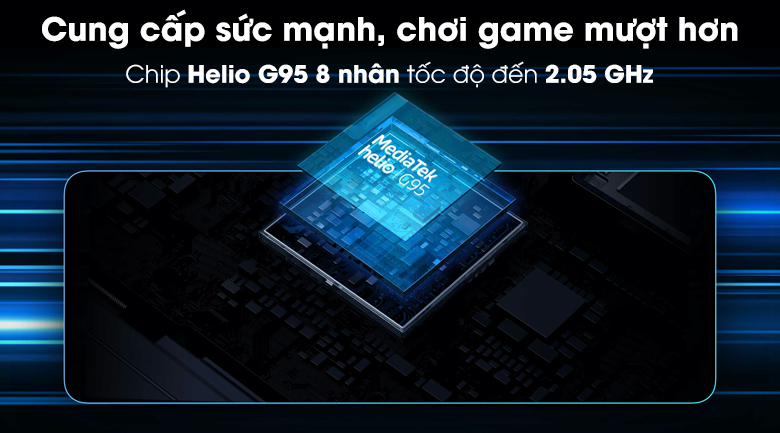 Cung cấp sức mạnh, chơi game mượt hơn
Chip Helio G95 8 nhân tốc độ đến 2.05 GHz
MediaTek
helio G95